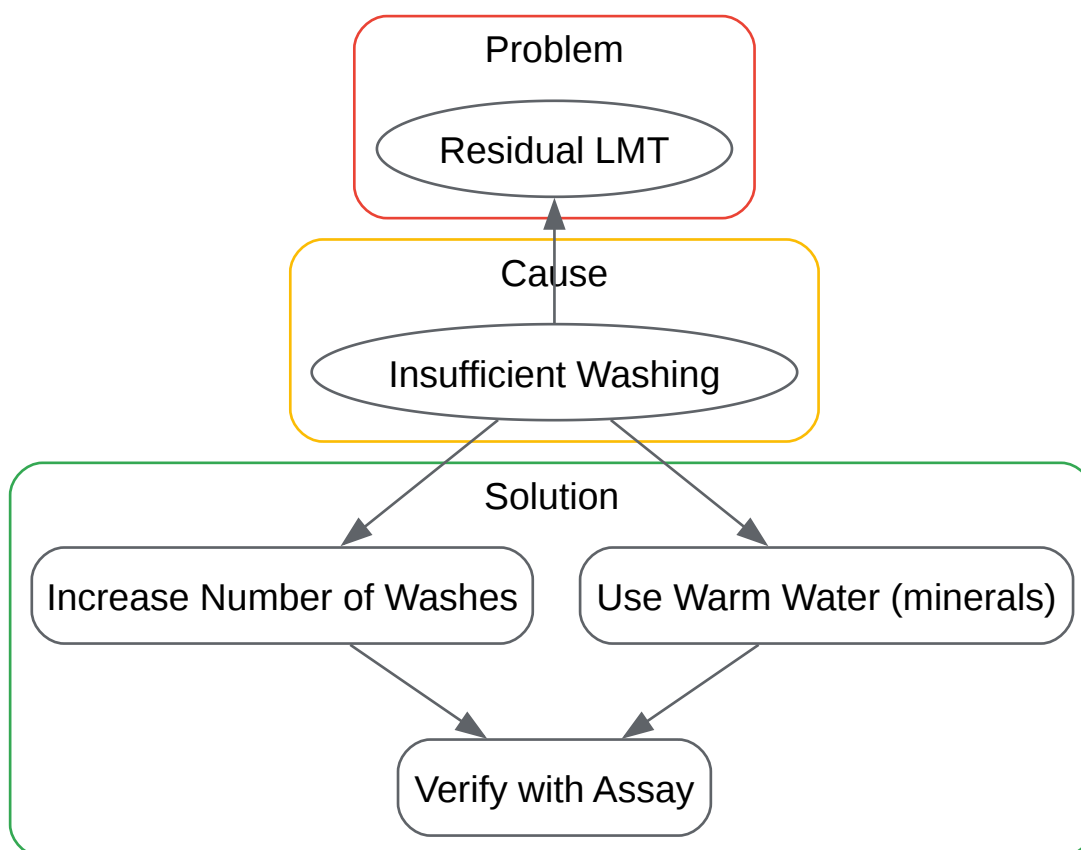 Problem
Residual LMT
Cause
Insufficient Washing
Solution
Increase Number of Washes
Use Warm Water (minerals)
Verify with Assay